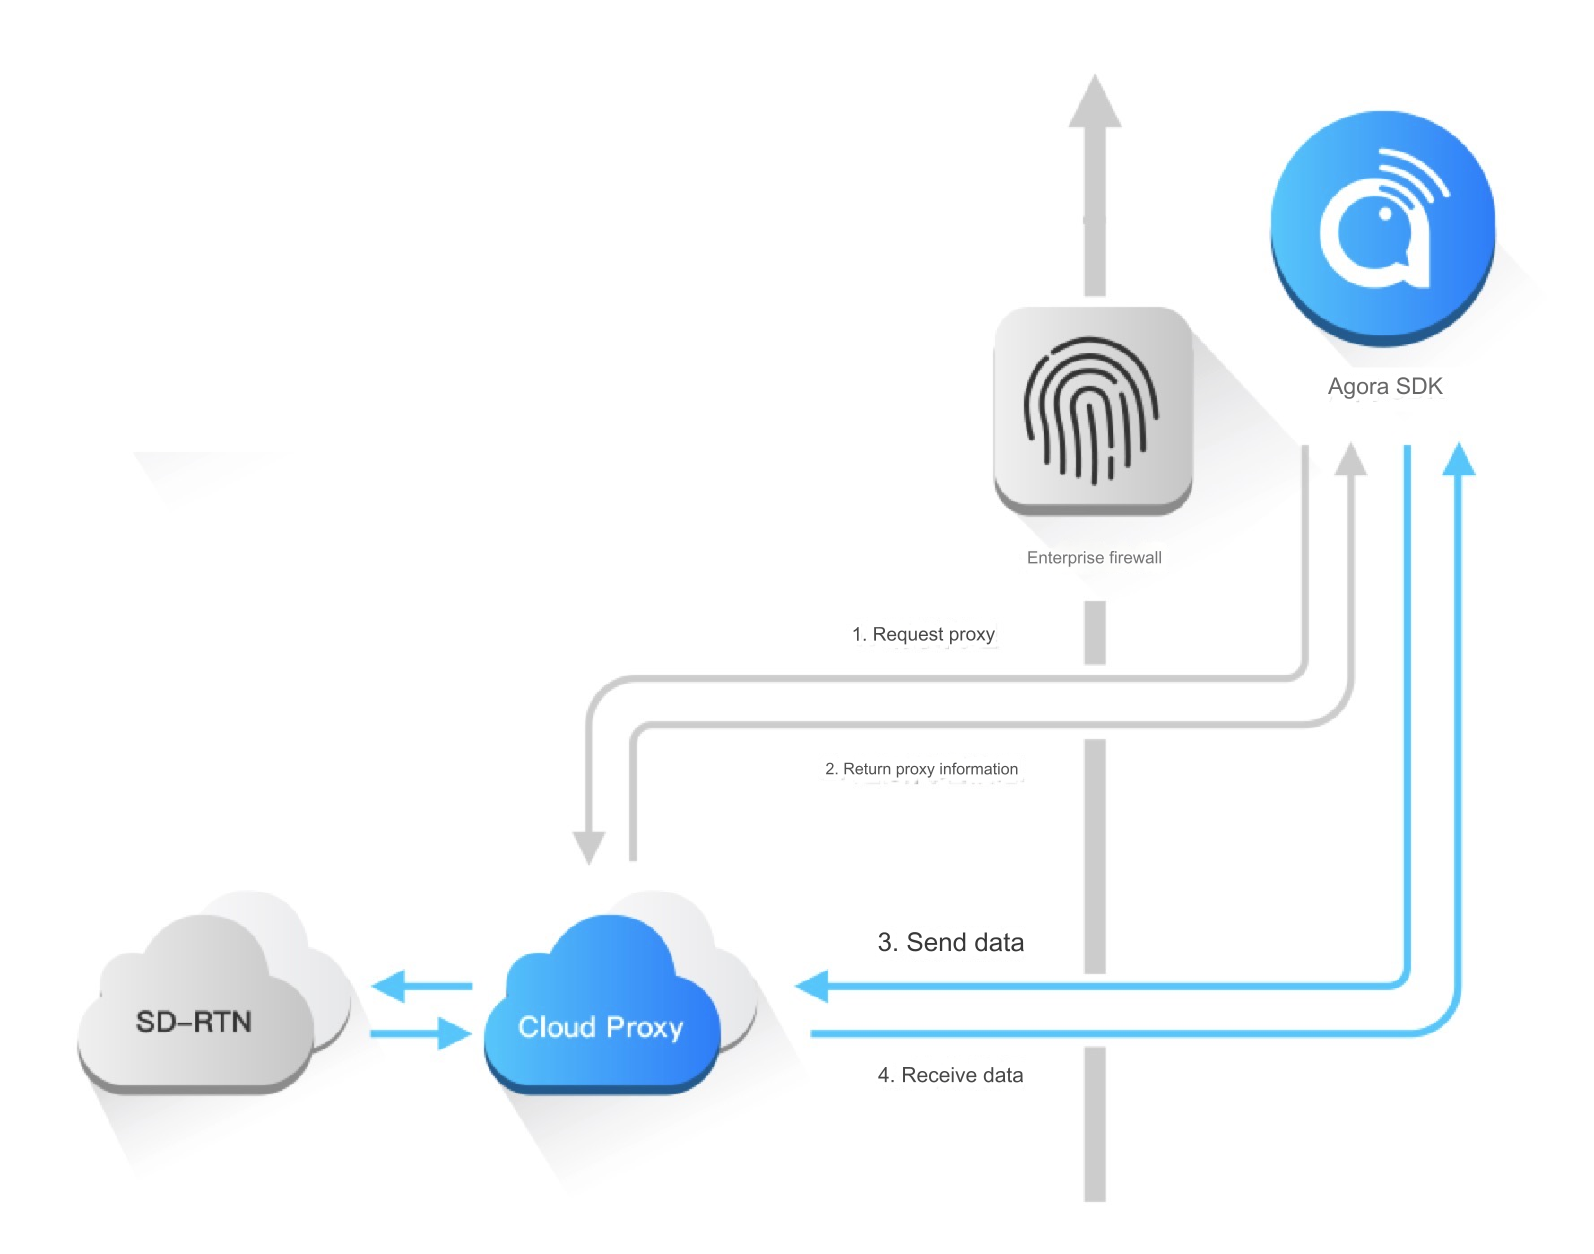 Agora SDK
Enterprise firewall
1. Request proxy
2. Return proxy information
3. Send data
SD–RTN
Cloud Proxy
4. Receive data